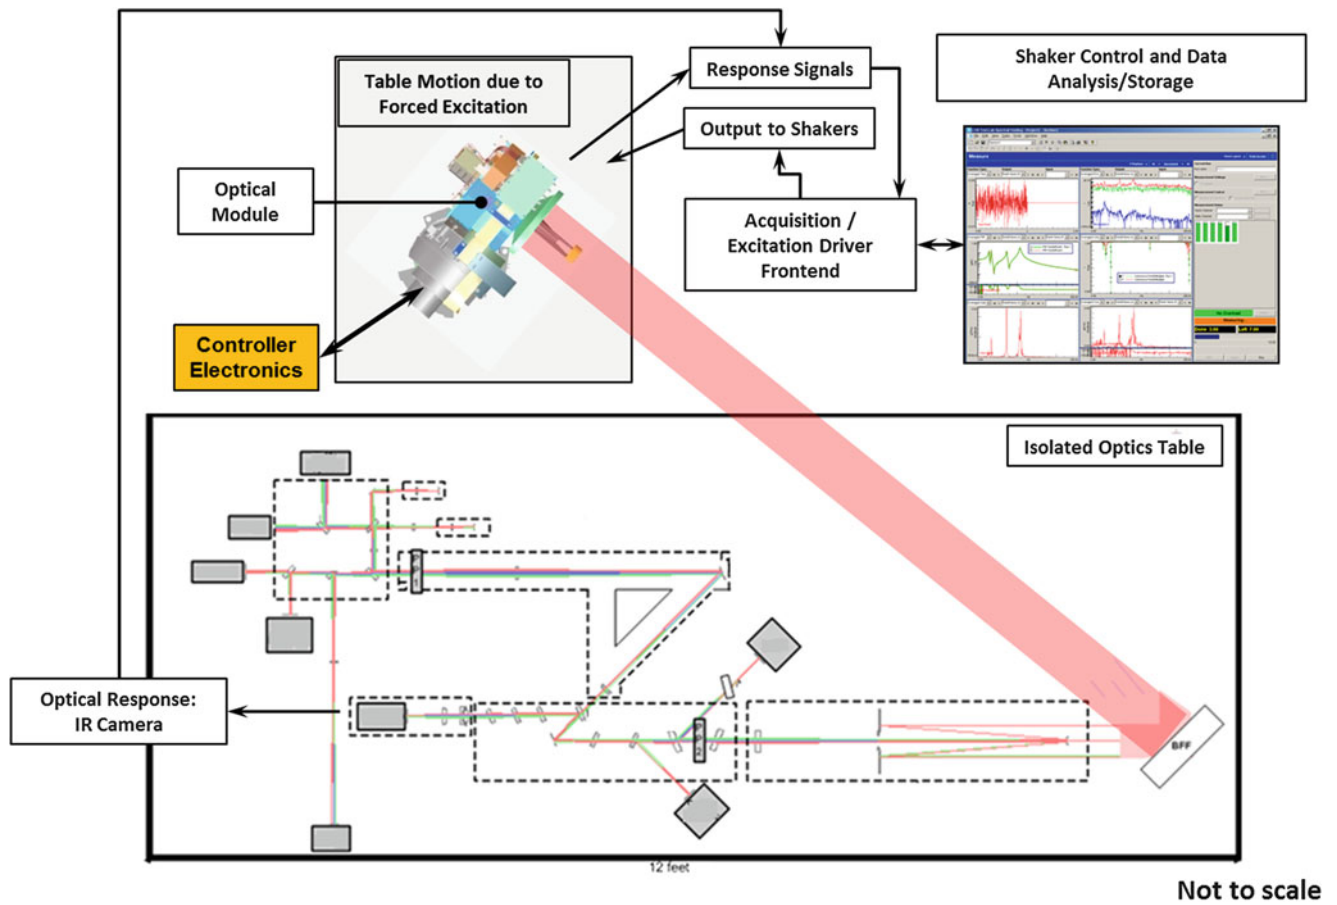 Table Motion due to
Forced Excitation
Response Signals
Output to Shakers
Shaker Control and Data
Analysis/Storage
Optical
Module
Acquisition /
Excitation Driver
Frontend
Controller
Electronics
Measure
Isolated Optics Table
Optical Response:
IR Camera
BFF
12 feet
Not to scale